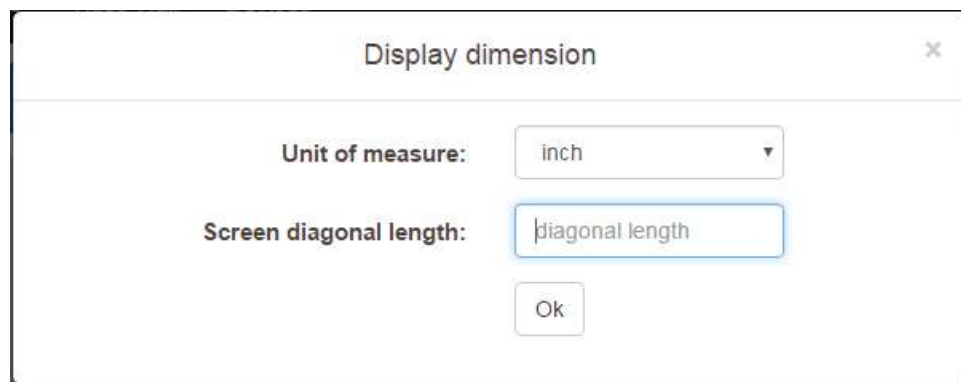 Display dimension ×
Unit of measure: inch
Screen diagonal length: diagonal length
Ok